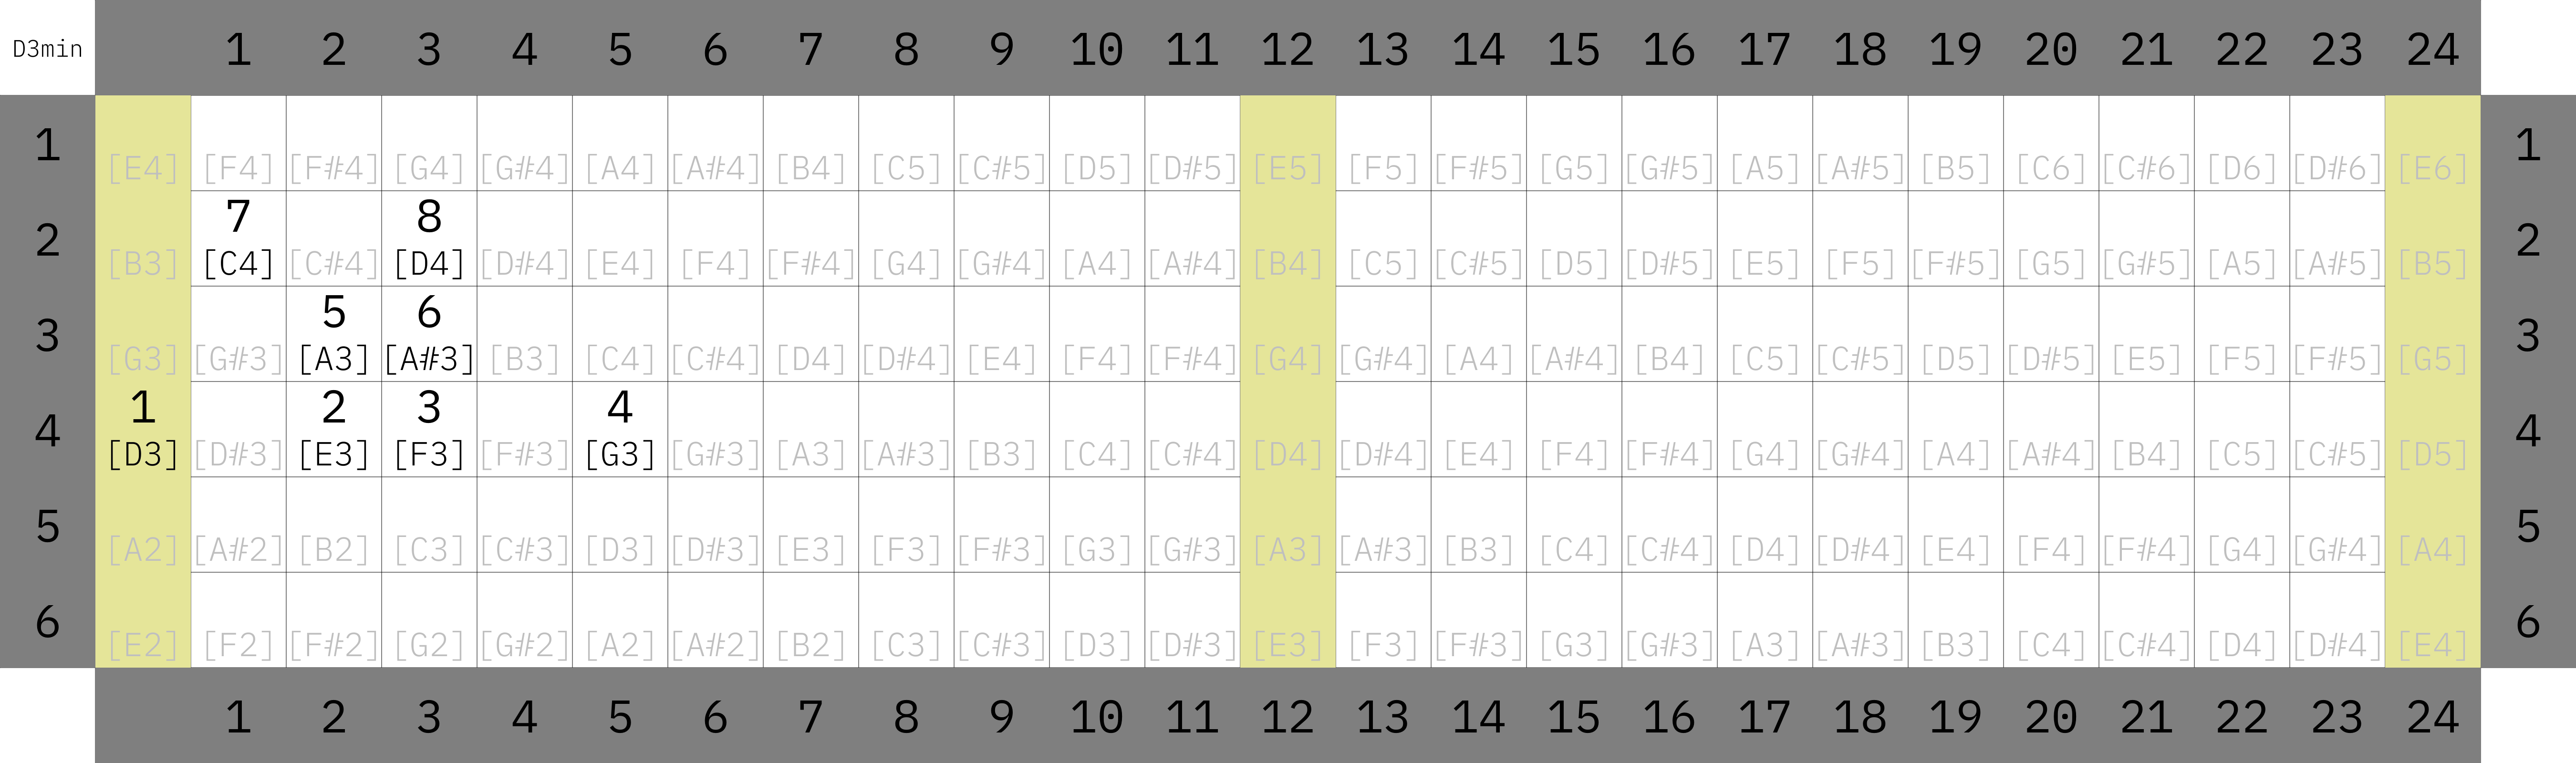 D3min 1 2 3 4 5 6 7 8 9 10 11 12 13 14 15 16 17 18 19 20 21 22 23 24
1 [E4] [F4] [F#4] [G4] [G#4] [A4] [A#4] [B4] [C5] [C#5] [D5] [D#5] [E5] [F5] [F#5] [G5] [G#5] [A5] [A#5] [B5] [C6] [C#6] [D6] [D#6] [E6] 1
7 8
2 [B3] [C4] [C#4] [D4] [D#4] [E4] [F4] [F#4] [G4] [G#4] [A4] [A#4] [B4] [C5] [C#5] [D5] [D#5] [E5] [F5] [F#5] [G5] [G#5] [A5] [A#5] [B5] 2
5 6
3 [G3] [G#3] [A3] [A#3] [B3] [C4] [C#4] [D4] [D#4] [E4] [F4] [F#4] [G4] [G#4] [A4] [A#4] [B4] [C5] [C#5] [D5] [D#5] [E5] [F5] [F#5] [G5] 3
1 2 3 4
4 [D3] [D#3] [E3] [F3] [F#3] [G3] [G#3] [A3] [A#3] [B3] [C4] [C#4] [D4] [D#4] [E4] [F4] [F#4] [G4] [G#4] [A4] [A#4] [B4] [C5] [C#5] [D5] 4
5 [A2] [A#2] [B2] [C3] [C#3] [D3] [D#3] [E3] [F3] [F#3] [G3] [G#3] [A3] [A#3] [B3] [C4] [C#4] [D4] [D#4] [E4] [F4] [F#4] [G4] [G#4] [A4] 5
6 [E2] [F2] [F#2] [G2] [G#2] [A2] [A#2] [B2] [C3] [C#3] [D3] [D#3] [E3] [F3] [F#3] [G3] [G#3] [A3] [A#3] [B3] [C4] [C#4] [D4] [D#4] [E4] 6
1 2 3 4 5 6 7 8 9 10 11 12 13 14 15 16 17 18 19 20 21 22 23 24